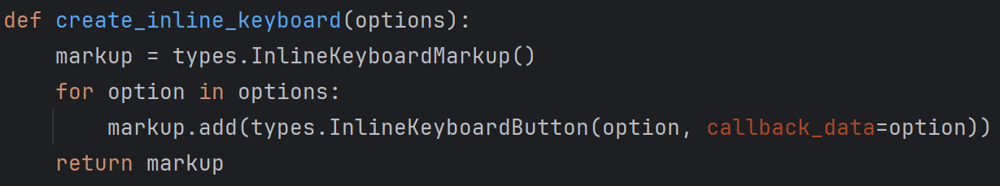 def create_inline_keyboard(options):
    markup = types.InlineKeyboardMarkup()
    for option in options:
        markup.add(types.InlineKeyboardButton(option, callback_data=option))
    return markup